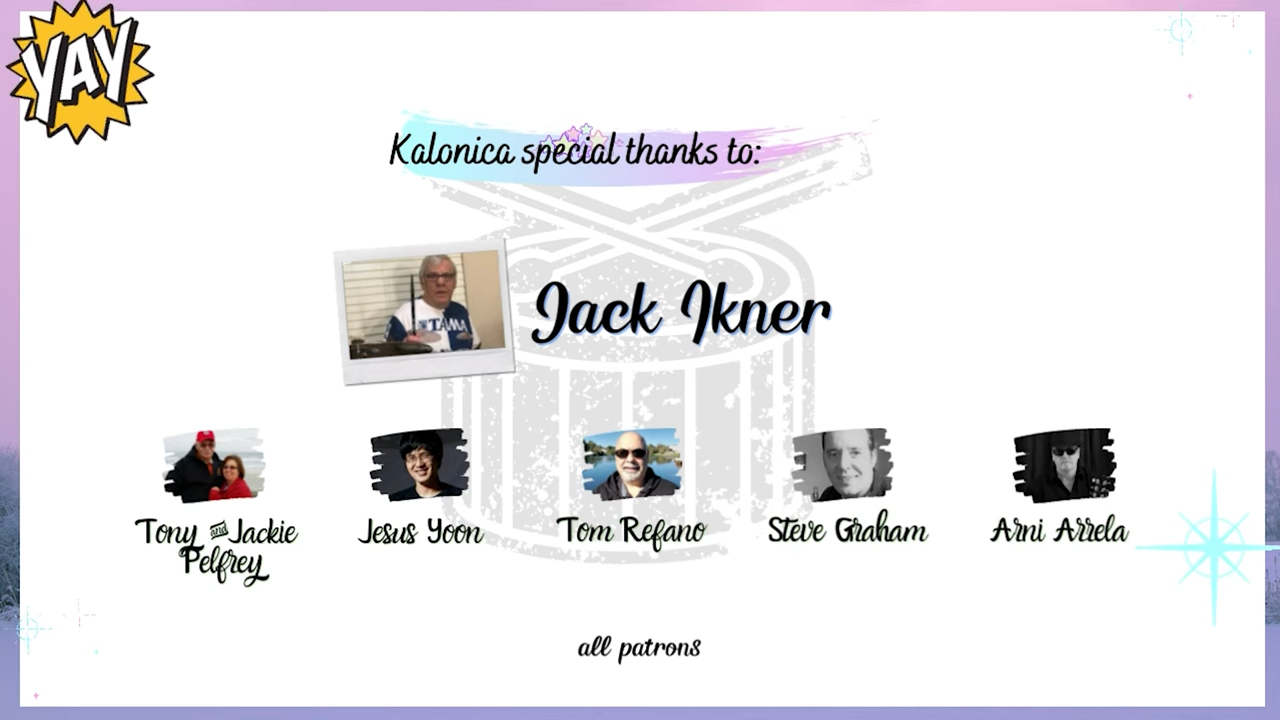 YAY
Kalonica special thanks to:
TAMA
Jack Ikner
Tony and Jackie
Pelfrey
Jesus Yoon
Tom Refano
Steve Graham
Arni Arrela
all patrons